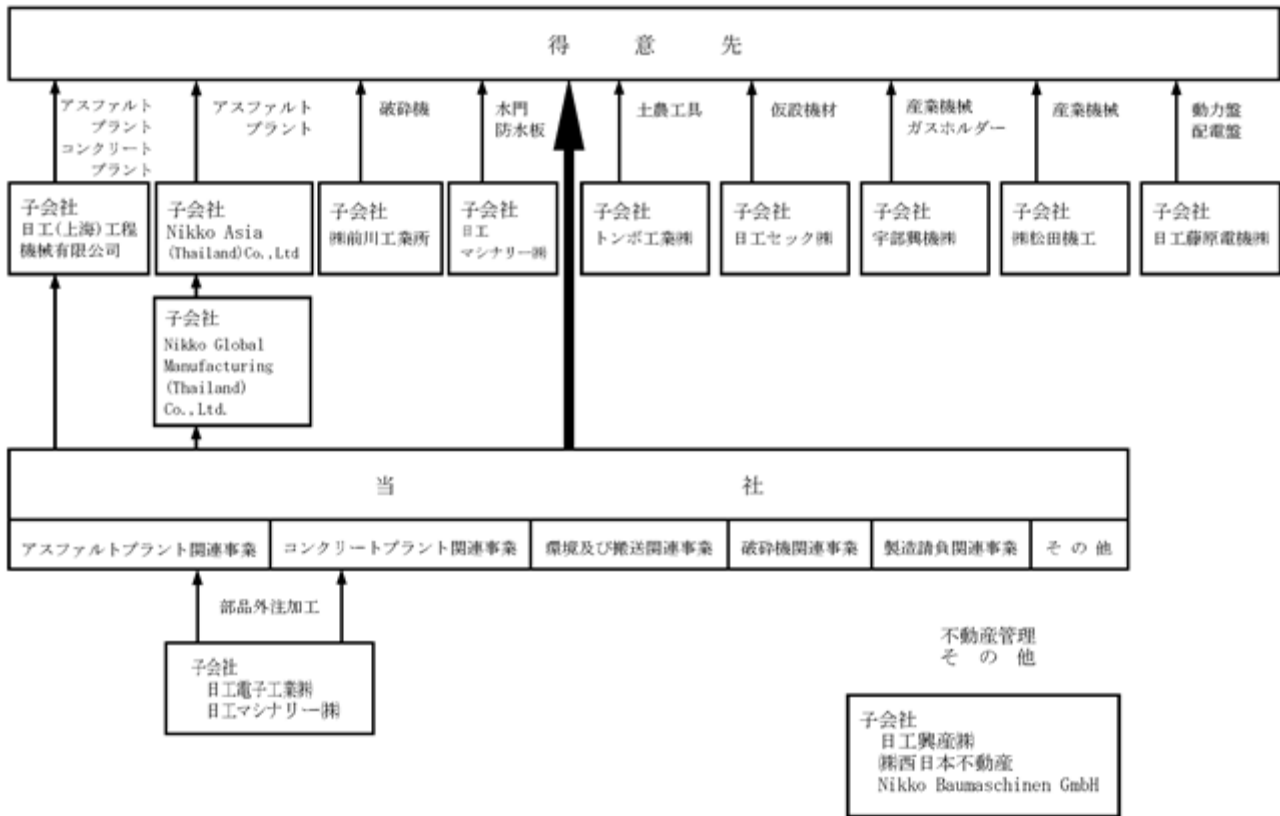 得意先
アスファルト
プラント
コンクリート
プラント
アスファルト
プラント
破砕機
水門
防水板
土農工具
仮設機材
産業機械
ガスホルダー
産業機械
動力盤
配電盤
子会社
日工(上海)工程
機械有限公司
子会社
Nikko Asia
(Thailand)Co.,Ltd
子会社
㈱前川工業所
子会社
日工
マシナリー㈱
子会社
トンボ工業㈱
子会社
日工セック㈱
子会社
宇部興機㈱
子会社
㈱松田機工
子会社
日工藤原電機㈱
子会社
Nikko Global
Manufacturing
(Thailand)
Co.,Ltd.
当社
アスファルトプラント関連事業
コンクリートプラント関連事業
環境及び搬送関連事業
破砕機関連事業
製造請負関連事業
その他
部品外注加工
子会社
日工電子工業㈱
日工マシナリー㈱
不動産管理
その他
子会社
日工興産㈱
㈱西日本不動産
Nikko Baumaschinen GmbH